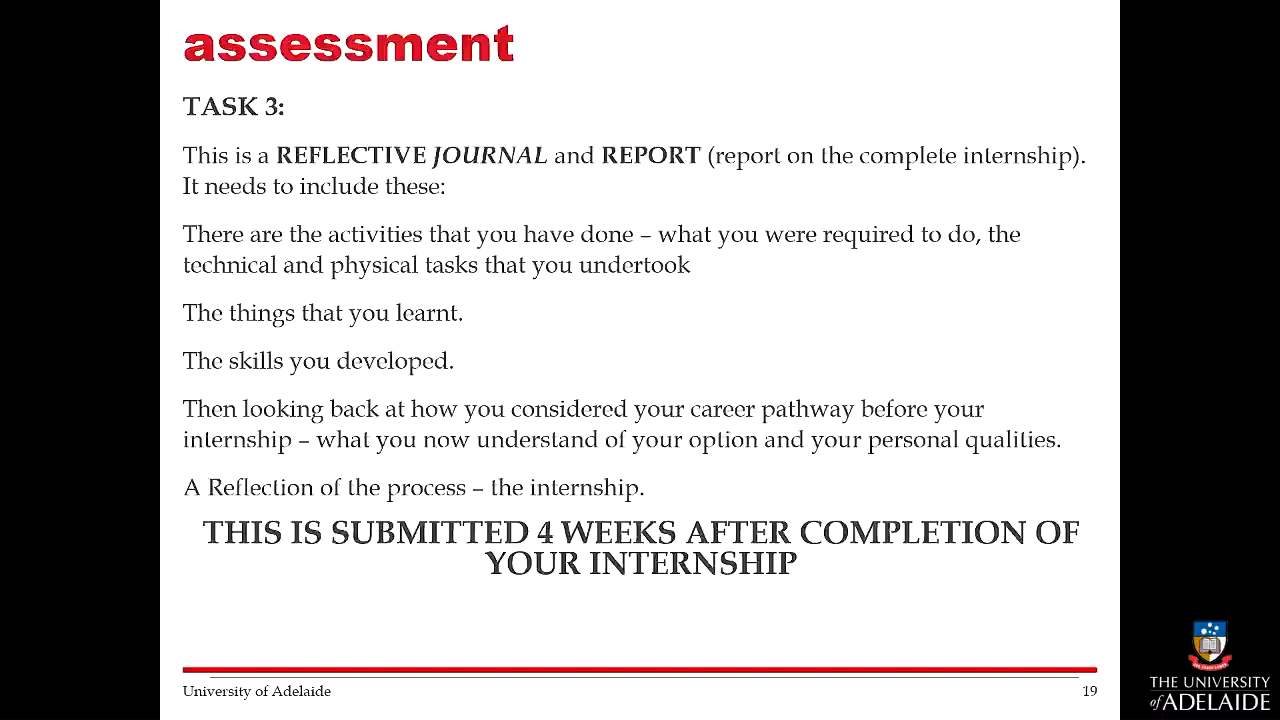 assessment
TASK 3:
This is a REFLECTIVE JOURNAL and REPORT (report on the complete internship).
It needs to include these:
There are the activities that you have done – what you were required to do, the
technical and physical tasks that you undertook
The things that you learnt.
The skills you developed.
Then looking back at how you considered your career pathway before your
internship – what you now understand of your option and your personal qualities.
A Reflection of the process – the internship.
THIS IS SUBMITTED 4 WEEKS AFTER COMPLETION OF
YOUR INTERNSHIP
University of Adelaide
19
THE UNIVERSITY
of ADELAIDE